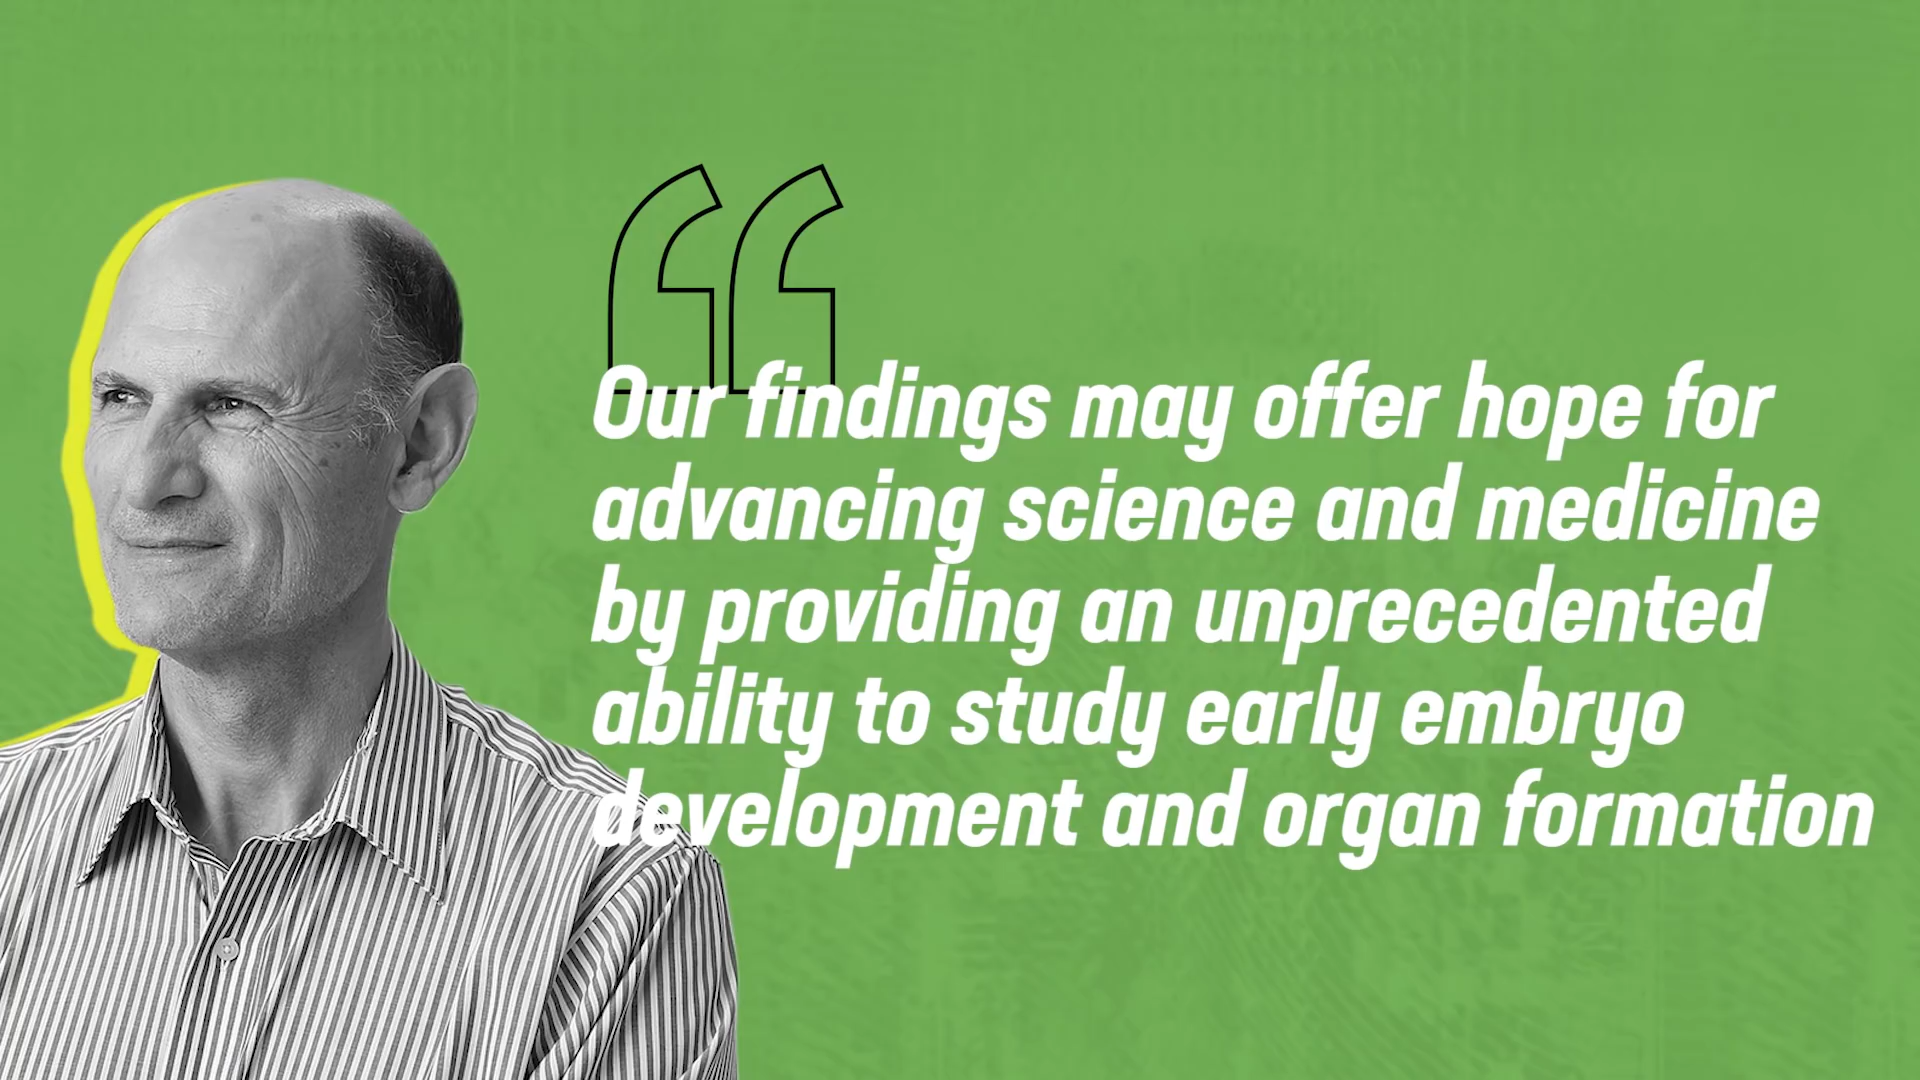 “
Our findings may offer hope for
advancing science and medicine
by providing an unprecedented
ability to study early embryo
development and organ formation